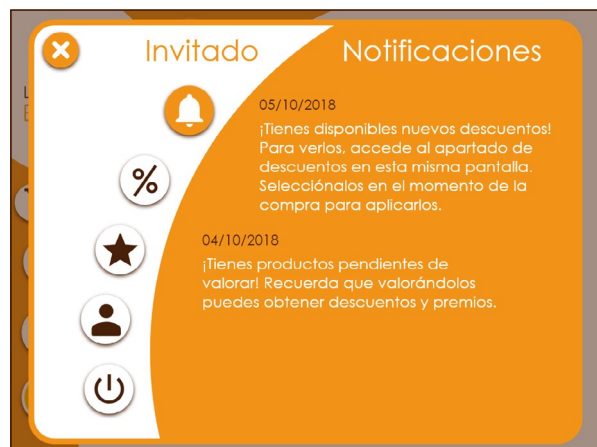 Invitado
Notificaciones
05/10/2018
¡Tienes disponibles nuevos descuentos!
Para verlos, accede al apartado de
descuentos en esta misma pantalla.
Selecciónalos en el momento de la
compra para aplicarlos.
04/10/2018
¡Tienes productos pendientes de
valorar! Recuerda que valorándolos
puedes obtener descuentos y premios.